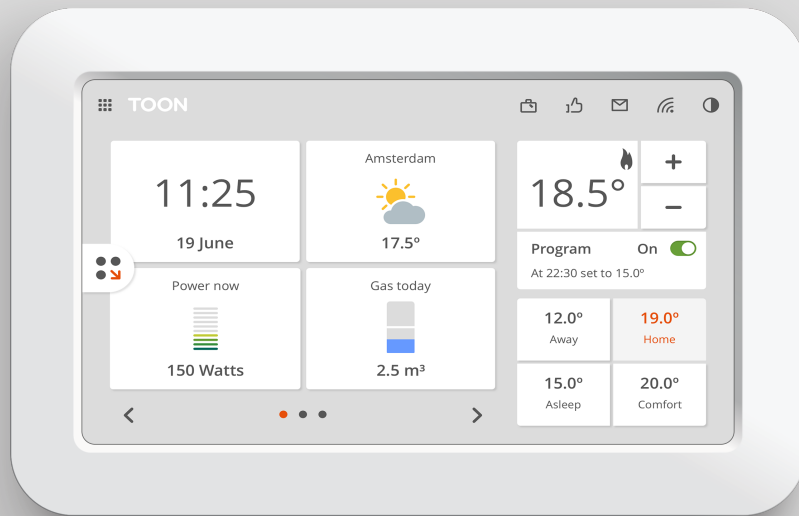 TOON
11:25
19 June
Amsterdam
17.5°
Power now
150 Watts
Gas today
2.5 m³
18.5°
+
−
Program On
At 22:30 set to 15.0°
12.0°
Away
19.0°
Home
15.0°
Asleep
20.0°
Comfort